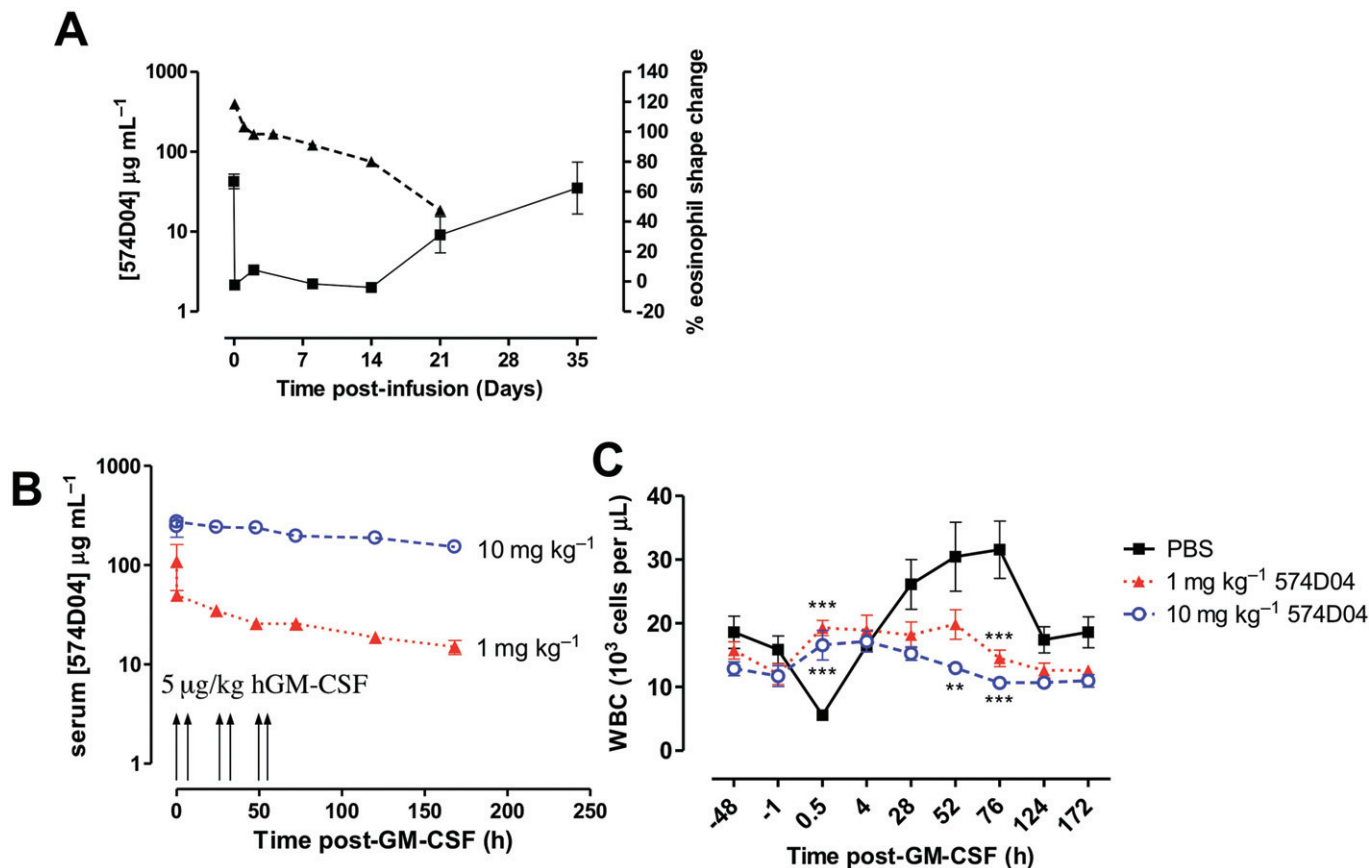 A
[574D04] µg mL⁻¹
1000
100
10
1
140
120
100
80
60
40
20
0
-20
% eosinophil shape change
0 7 14 21 28 35
Time post-infusion (Days)
B
serum [574D04] µg mL⁻¹
1000
100
10
1
10 mg kg⁻¹
1 mg kg⁻¹
5 µg/kg hGM-CSF
0 50 100 150 200 250
Time post-GM-CSF (h)
C
WBC (10³ cells per µL)
40
30
20
10
0
***
***
***
**
***
-48 -1 0.5 4 28 52 76 124 172
Time post-GM-CSF (h)
PBS
1 mg kg⁻¹ 574D04
10 mg kg⁻¹ 574D04